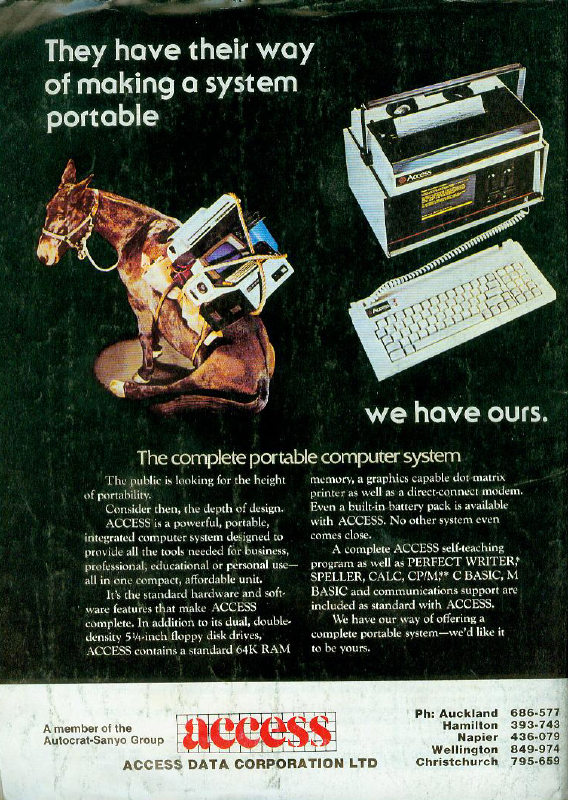 They have their way
of making a system
portable
Access
Access
we have ours.
The complete portable computer system
The public is looking for the height
of portability.
Consider then, the depth of design.
ACCESS is a powerful, portable,
integrated computer system designed to
provide all the tools needed for business,
professional, educational or personal use—
all in one compact, affordable unit.
It's the standard hardware and soft-
ware features that make ACCESS
complete. In addition to its dual, double-
density 5¼-inch floppy disk drives,
ACCESS contains a standard 64K RAM
memory, a graphics capable dot matrix
printer as well as a direct-connect modem.
Even a built-in battery pack is available
with ACCESS. No other system even
comes close.
A complete ACCESS self-teaching
program as well as PERFECT WRITER,*
SPELLER, CALC, CP/M,** C BASIC, M
BASIC and communications support are
included as standard with ACCESS.
We have our way of offering a
complete portable system—we'd like it
to be yours.
A member of the
Autocrat-Sanyo Group
access
ACCESS DATA CORPORATION LTD
Ph: Auckland 686-577
Hamilton 393-743
Napier 436-079
Wellington 849-974
Christchurch 795-659